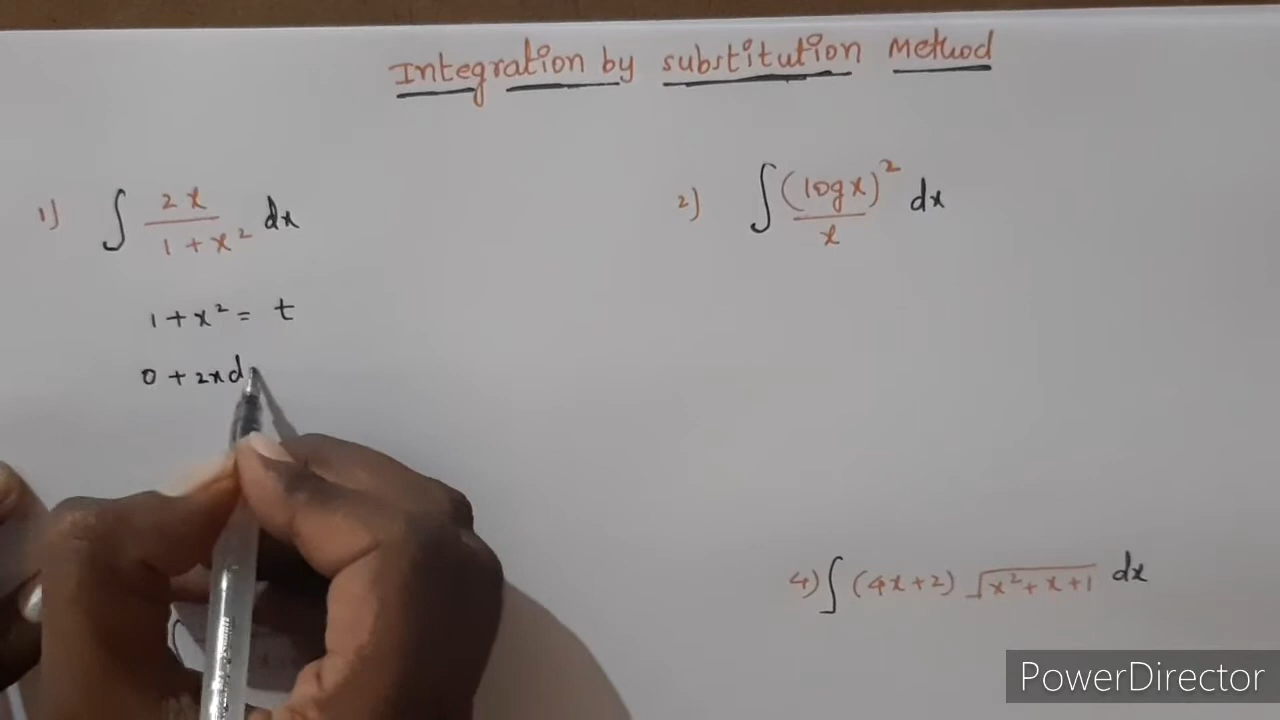 Integration by substitution Method
1) ∫ 2x / 1 + x² dx
1 + x² = t
0 + 2x d
2) ∫ (log x)² / x dx
4) ∫ (4x+2) √x² + x + 1 dx
PowerDirector